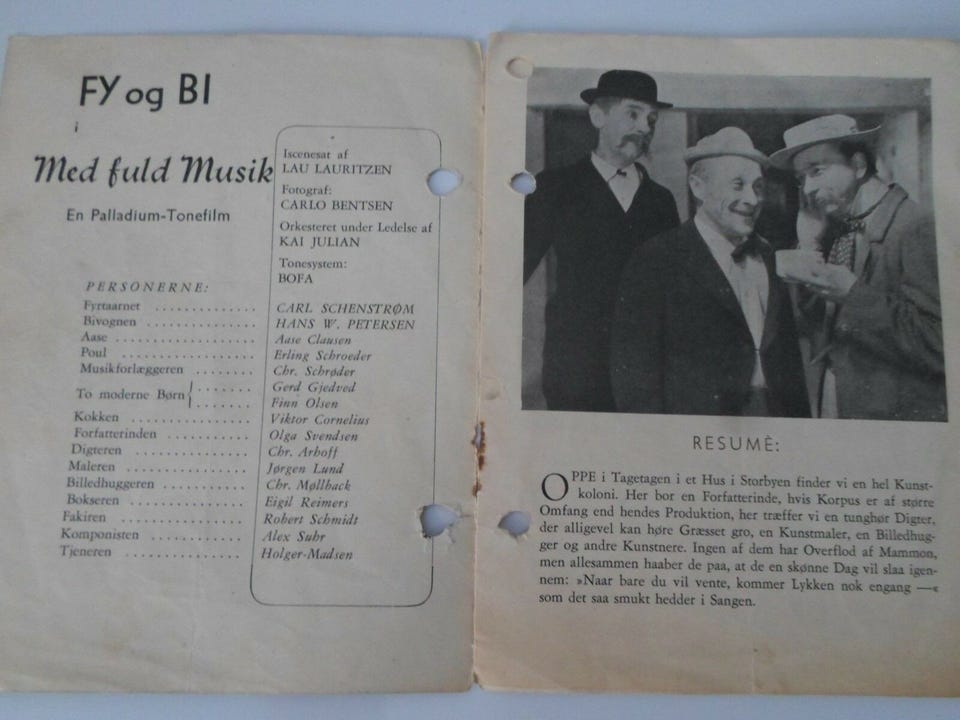 FY og BI
i
Med fuld Musik
En Palladium-Tonefilm
Iscenesat af
LAU LAURITZEN
Fotograf:
CARLO BENTSEN
Orkesteret under Ledelse af
KAI JULIAN
Tonesystem:
BOFA
PERSONERNE:
Fyrtaarnet .............. CARL SCHENSTRØM
Bivognen .............. HANS W. PETERSEN
Aase .............. Aase Clausen
Poul .............. Erling Schroeder
Musikforlæggeren ........ Chr. Schrøder
To moderne Børn { ........ Gerd Gjedved
........ Finn Olsen
Kokken .............. Viktor Cornelius
Forfatterinden .......... Olga Svendsen
Digteren .............. Chr. Arhoff
Maleren .............. Jørgen Lund
Billedhuggeren .......... Chr. Møllback
Bokseren .............. Eigil Reimers
Fakiren .............. Robert Schmidt
Komponisten .......... Alex Suhr
Tjeneren .............. Holger-Madsen
RESUMÈ:
OPPE i Tagetagen i et Hus i Storbyen finder vi en hel Kunst-
koloni. Her bor en Forfatterinde, hvis Korpus er af større
Omfang end hendes Produktion, her træffer vi en tunghør Digter,
der alligevel kan høre Græsset gro, en Kunstmaler, en Billedhug-
ger og andre Kunstnere. Ingen af dem har Overflod af Mammon,
men allesammen haaber de paa, at de en skønne Dag vil slaa igen-
nem: »Naar bare du vil vente, kommer Lykken nok engang —«
som det saa smukt hedder i Sangen.